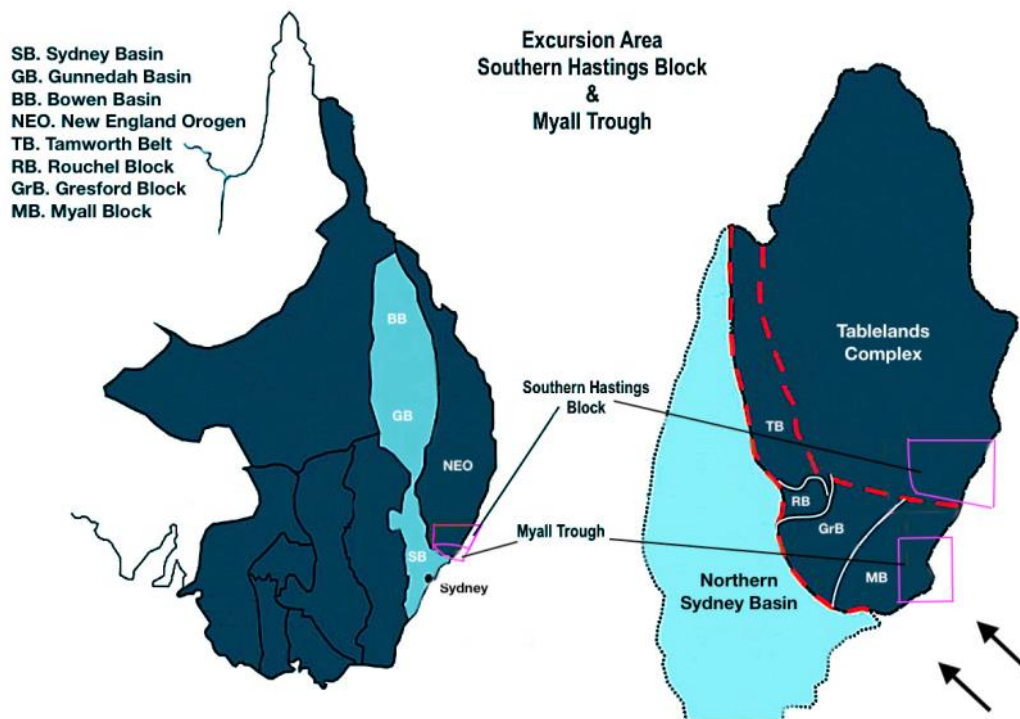 SB. Sydney Basin
GB. Gunnedah Basin
BB. Bowen Basin
NEO. New England Orogen
TB. Tamworth Belt
RB. Rouchel Block
GrB. Gresford Block
MB. Myall Block
Excursion Area
Southern Hastings Block
&
Myall Trough
BB
GB
NEO
SB
Sydney
Southern Hastings
Block
Myall Trough
Tablelands
Complex
TB
RB
GrB
MB
Northern
Sydney Basin